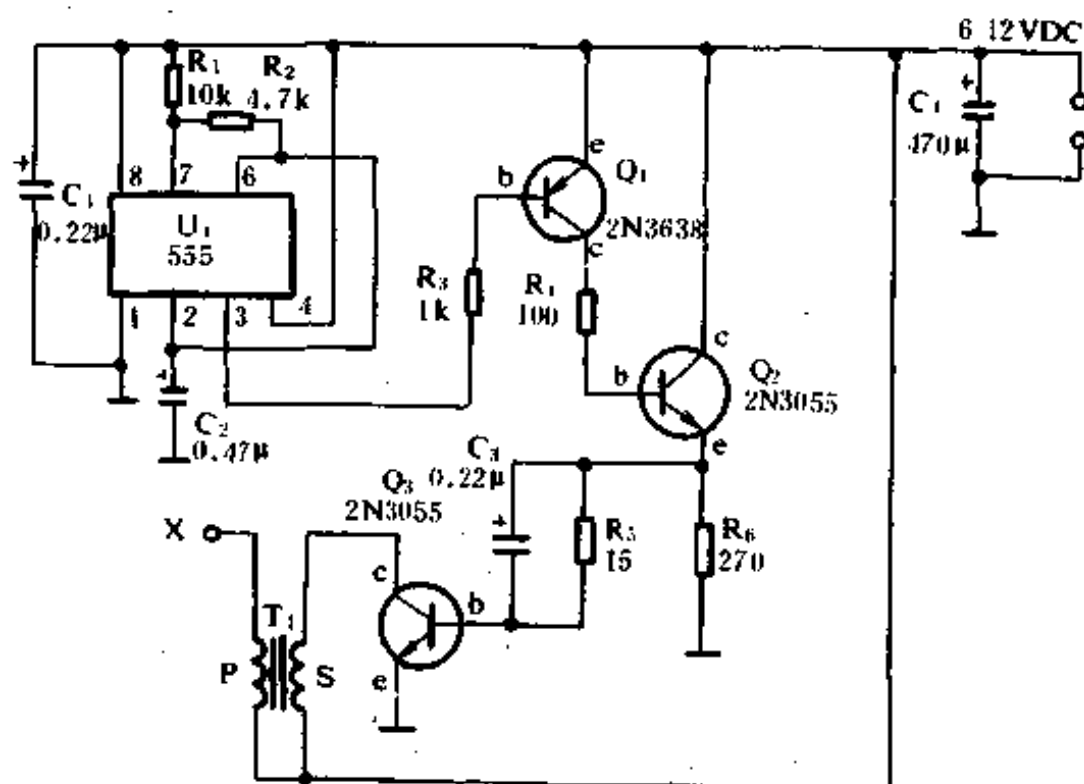 6 12VDC
R₁
10k
R₂
4.7k
C₁
470μ
e
b
Q₁
2N3638
c
8
7
6
C₁
0.22μ
U₁
555
R₃
1k
R₄
100
1
2
3
4
c
b
Q₂
2N3055
e
C₂
0.47μ
C₃
0.22μ
Q₃
2N3055
X
R₅
15
R₆
270
c
b
T₁
P
S
e